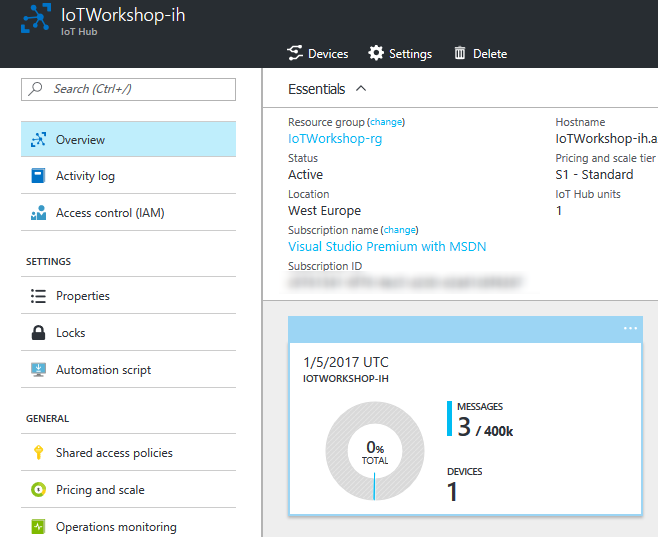 IoTWorkshop-ih
IoT Hub
Devices
Settings
Delete
Search (Ctrl+/)
Overview
Activity log
Access control (IAM)
SETTINGS
Properties
Locks
Automation script
GENERAL
Shared access policies
Pricing and scale
Operations monitoring
Essentials
Resource group (change)
IoTWorkshop-rg
Status
Active
Location
West Europe
Subscription name (change)
Visual Studio Premium with MSDN
Subscription ID
Hostname
IoTWorkshop-ih.a
Pricing and scale tier
S1 - Standard
IoT Hub units
1
1/5/2017 UTC
IOTWORKSHOP-IH
0%
TOTAL
MESSAGES
3 / 400k
DEVICES
1